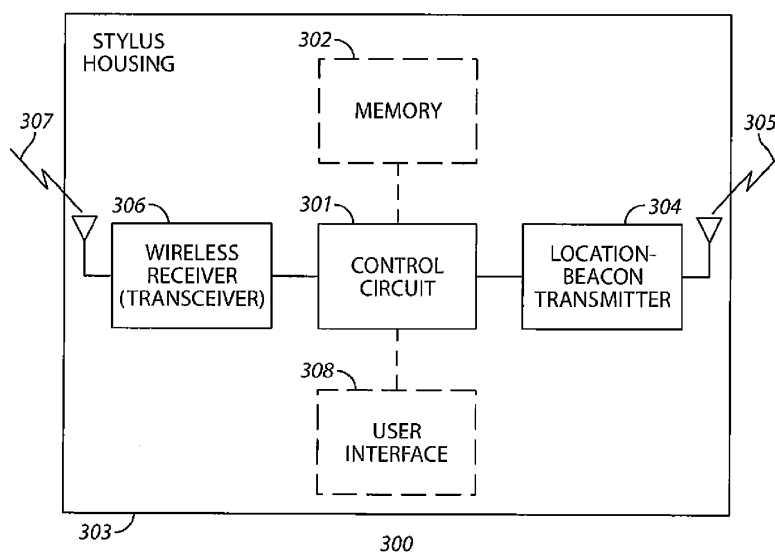 STYLUS
HOUSING
302
MEMORY
307
305
306
WIRELESS
RECEIVER
(TRANSCEIVER)
301
CONTROL
CIRCUIT
304
LOCATION-
BEACON
TRANSMITTER
308
USER
INTERFACE
303
300